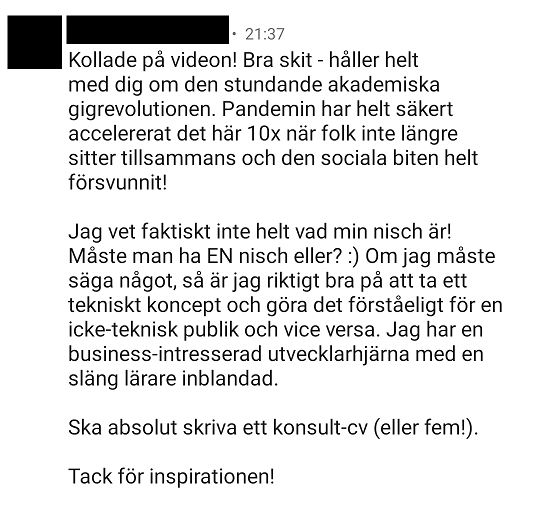 • 21:37
Kollade på videon! Bra skit - håller helt
med dig om den stundande akademiska
gigrevolutionen. Pandemin har helt säkert
accelererat det här 10x när folk inte längre
sitter tillsammans och den sociala biten helt
försvunnit!
Jag vet faktiskt inte helt vad min nisch är!
Måste man ha EN nisch eller? :) Om jag måste
säga något, så är jag riktigt bra på att ta ett
tekniskt koncept och göra det förståeligt för en
icke-teknisk publik och vice versa. Jag har en
business-intresserad utvecklarhjärna med en
släng lärare inblandad.
Ska absolut skriva ett konsult-cv (eller fem!).
Tack för inspirationen!